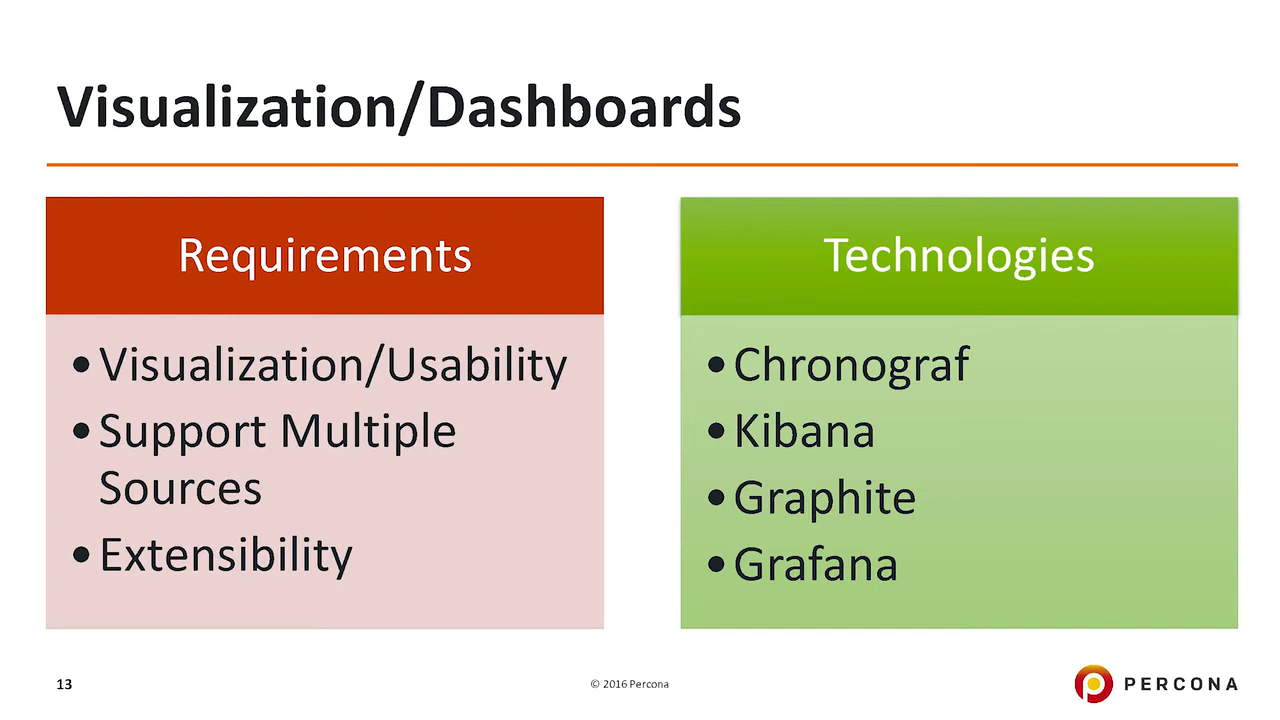 Visualization/Dashboards
Requirements
•Visualization/Usability
•Support Multiple
Sources
•Extensibility
Technologies
•Chronograf
•Kibana
•Graphite
•Grafana
13
© 2016 Percona
PERCONA